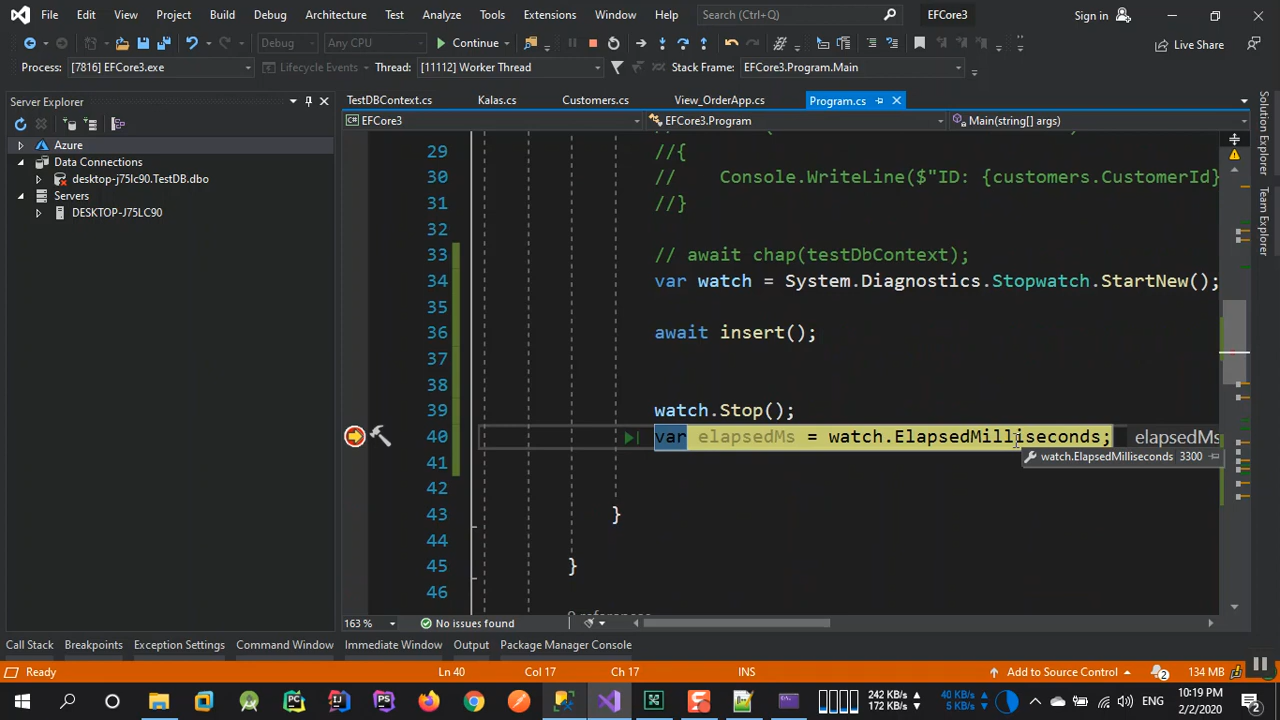 File Edit View Project Build Debug Architecture Test Analyze Tools Extensions Window Help Search (Ctrl+Q) EFCore3 Sign in
Debug Any CPU Continue Live Share
Process: [7816] EFCore3.exe Lifecycle Events Thread: [11112] Worker Thread Stack Frame: EFCore3.Program.Main
Server Explorer
TestDBContext.cs Kalas.cs Customers.cs View_OrderApp.cs Program.cs
EFCore3 EFCore3.Program Main(string[] args)
Azure
Data Connections
desktop-j75lc90.TestDB.dbo
Servers
DESKTOP-J75LC90
29 //{
30 // Console.WriteLine($"ID: {customers.CustomerId}
31 //}
32
33 // await chap(testDbContext);
34 var watch = System.Diagnostics.Stopwatch.StartNew();
35
36 await insert();
37
38
39 watch.Stop();
40 var elapsedMs = watch.ElapsedMilliseconds; elapsedMs
watch.ElapsedMilliseconds 3300
41
42
43 }
44
45 }
46
Solution Explorer
Team Explorer
163 % No issues found
Call Stack Breakpoints Exception Settings Command Window Immediate Window Output Package Manager Console
Ready Ln 40 Col 17 Ch 17 INS Add to Source Control 2 134 MB
242 KB/s 40 KB/s
172 KB/s 42 KB/s
ENG
10:19 PM
2/2/2020
2